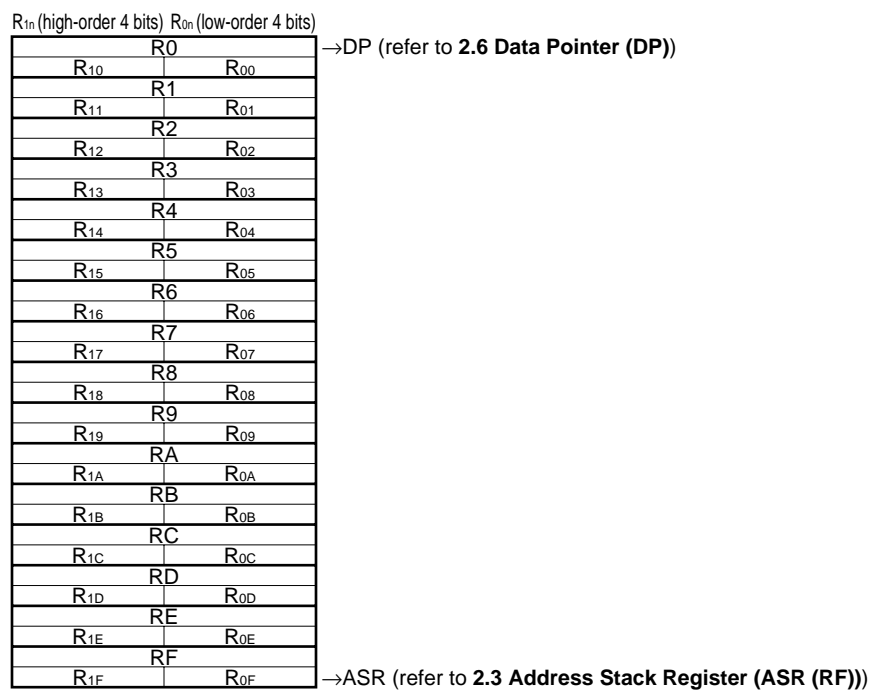 R1n (high-order 4 bits) R0n (low-order 4 bits)
R0 →DP (refer to 2.6 Data Pointer (DP))
R10 R00
R1
R11 R01
R2
R12 R02
R3
R13 R03
R4
R14 R04
R5
R15 R05
R6
R16 R06
R7
R17 R07
R8
R18 R08
R9
R19 R09
RA
R1A R0A
RB
R1B R0B
RC
R1C R0C
RD
R1D R0D
RE
R1E R0E
RF
R1F R0F →ASR (refer to 2.3 Address Stack Register (ASR (RF)))